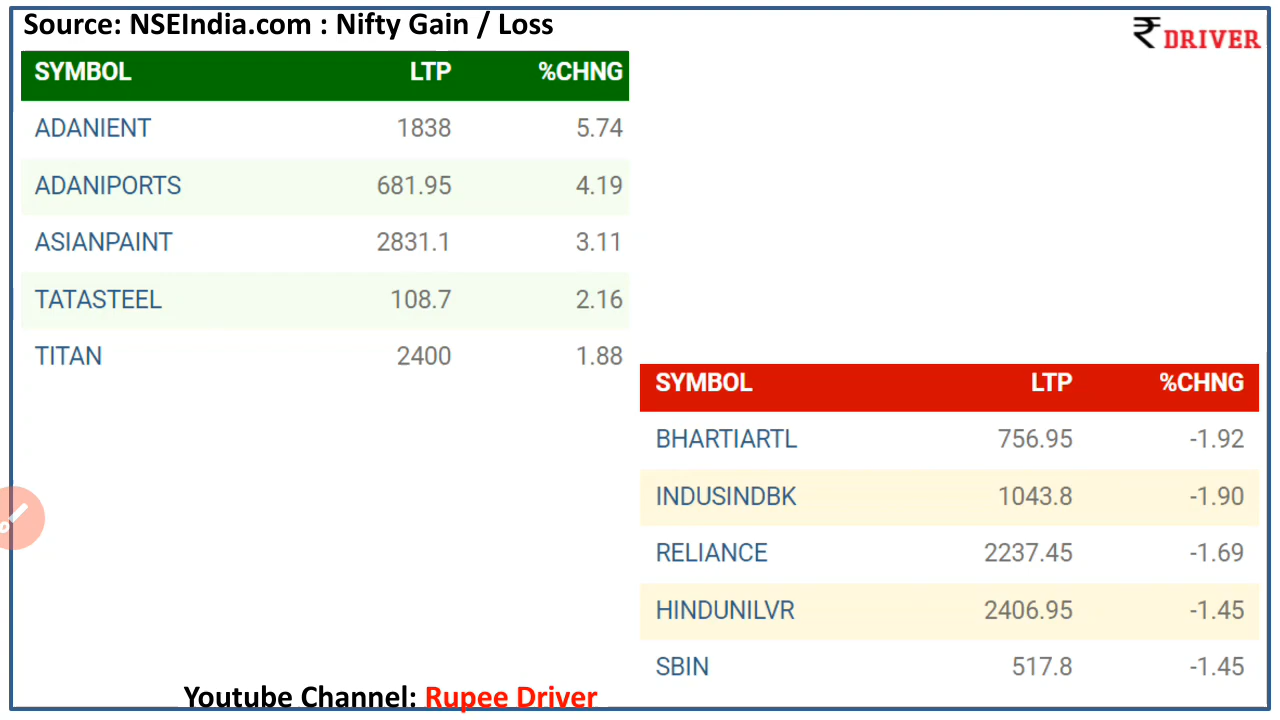 Source: NSEIndia.com : Nifty Gain / Loss
₹ DRIVER
SYMBOL LTP %CHNG
ADANIENT 1838 5.74
ADANIPORTS 681.95 4.19
ASIANPAINT 2831.1 3.11
TATASTEEL 108.7 2.16
TITAN 2400 1.88
SYMBOL LTP %CHNG
BHARTIARTL 756.95 -1.92
INDUSINDBK 1043.8 -1.90
RELIANCE 2237.45 -1.69
HINDUNILVR 2406.95 -1.45
SBIN 517.8 -1.45
Youtube Channel: Rupee Driver